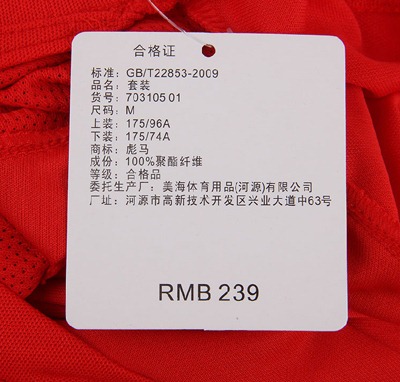 合格证
标准: GB/T22853-2009
品名: 套装
货号: 70310501
尺码: M
上装: 175/96A
下装: 175/74A
商标: 彪马
成份: 100%聚酯纤维
等级: 合格品
委托生产厂: 美海体育用品(河源)有限公司
厂址: 河源市高新技术开发区兴业大道中63号
RMB 239